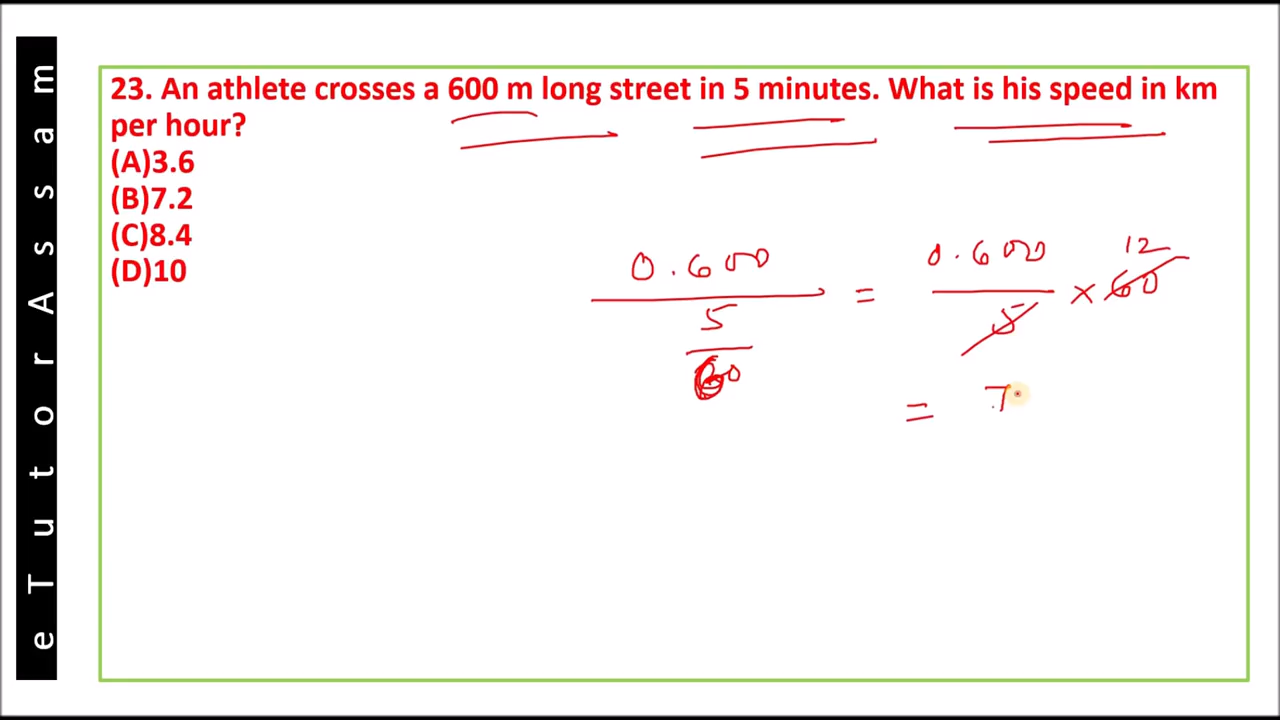 23. An athlete crosses a 600 m long street in 5 minutes. What is his speed in km
per hour?
(A)3.6
(B)7.2
(C)8.4
(D)10
0.600 / 5/60 = 0.600 / 5 × 60 12
= 7.
eTutorAssam